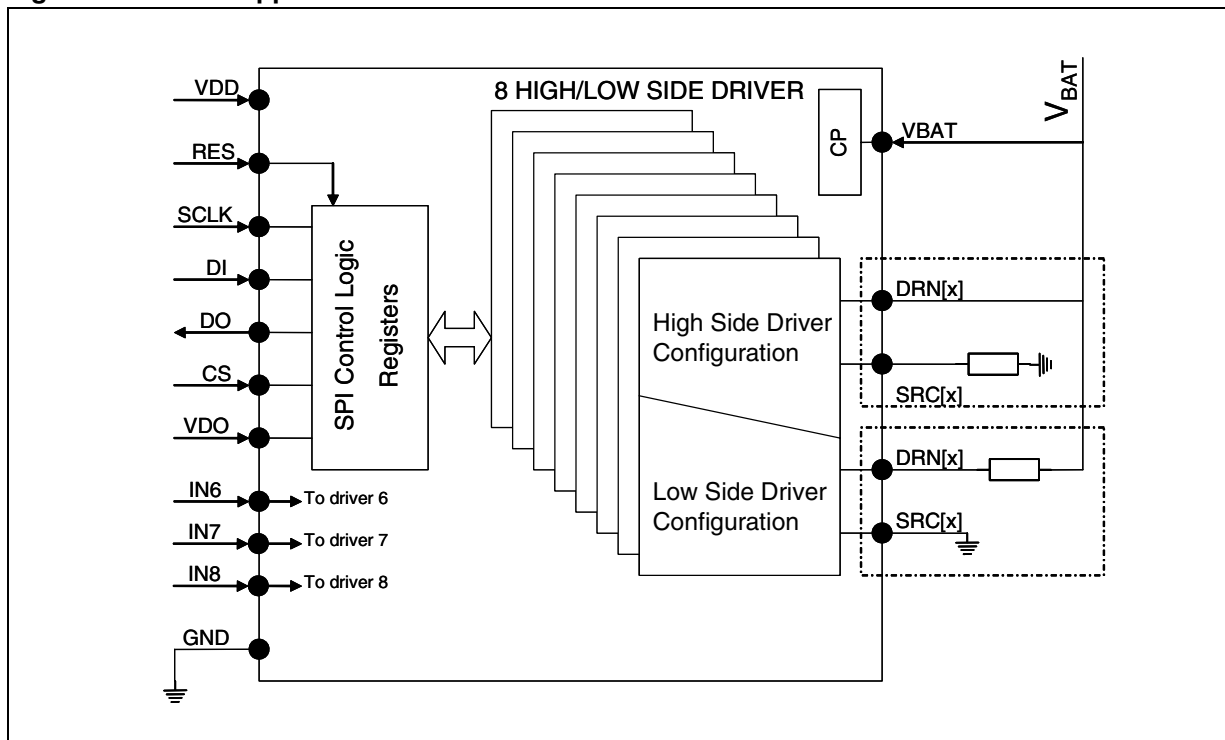 VDD
RES
SCLK
DI
DO
CS
VDO
IN6
IN7
IN8
GND
To driver 6
To driver 7
To driver 8
SPI Control Logic
Registers
8 HIGH/LOW SIDE DRIVER
CP
VBAT
VBAT
High Side Driver
Configuration
Low Side Driver
Configuration
DRN[x]
SRC[x]
DRN[x]
SRC[x]